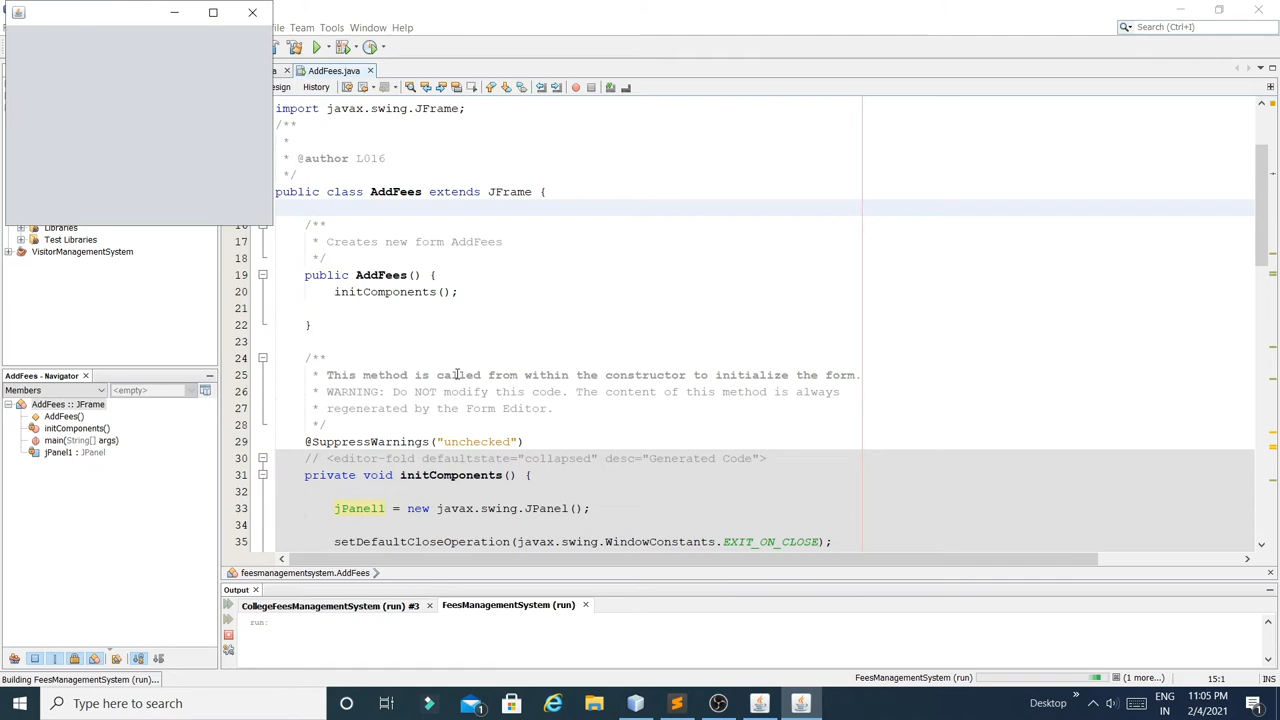 File Team Tools Window Help
Search (Ctrl+I)
AddFees.java
History
import javax.swing.JFrame;
/**
*
* @author L016
*/
public class AddFees extends JFrame {
/**
17 * Creates new form AddFees
18 */
19 public AddFees() {
20 initComponents();
21
22 }
23
24 /**
25 * This method is called from within the constructor to initialize the form.
26 * WARNING: Do NOT modify this code. The content of this method is always
27 * regenerated by the Form Editor.
28 */
29 @SuppressWarnings("unchecked")
30 // <editor-fold defaultstate="collapsed" desc="Generated Code">
31 private void initComponents() {
32
33 jPanel1 = new javax.swing.JPanel();
34
35 setDefaultCloseOperation(javax.swing.WindowConstants.EXIT_ON_CLOSE);
Libraries
Test Libraries
VisitorManagementSystem
AddFees - Navigator
Members <empty>
AddFees :: JFrame
AddFees()
initComponents()
main(String[] args)
jPanel1 : JPanel
feesmanagementsystem.AddFees
Output
CollegeFeesManagementSystem (run) #3 FeesManagementSystem (run)
run:
Building FeesManagementSystem (run)... FeesManagementSystem (run) (1 more...) 15:1 INS
Type here to search
1
Desktop
ENG
IN
11:05 PM
2/4/2021
1